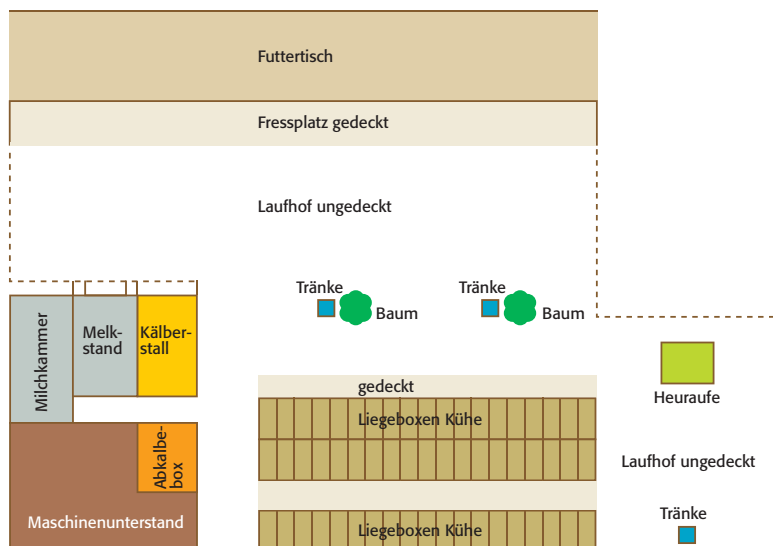 Futtertisch
Fressplatz gedeckt
Laufhof ungedeckt
Tränke
Baum
Tränke
Baum
Milchkammer
Melk-
stand
Kälber-
stall
Heuraufe
gedeckt
Liegeboxen Kühe
Abkalbe-
box
Laufhof ungedeckt
Maschinenunterstand
Liegeboxen Kühe
Tränke